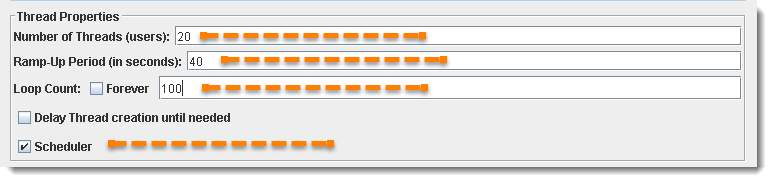 Thread Properties
Number of Threads (users): 20
Ramp-Up Period (in seconds): 40
Loop Count: Forever 100
Delay Thread creation until needed
Scheduler